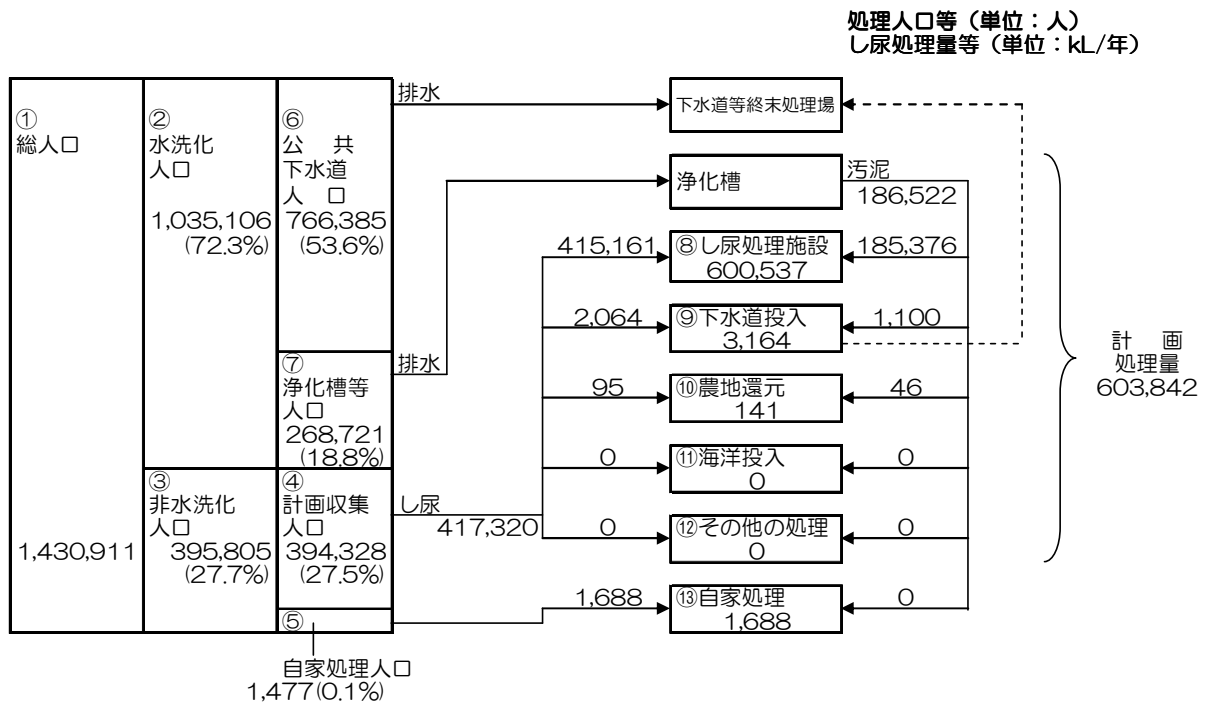 処理人口等（単位：人）
し尿処理量等（単位：kL/年）
①
総人口
1,430,911
②
水洗化
人口
1,035,106
(72.3%)
③
非水洗化
人口
395,805
(27.7%)
⑥
公　共
下水道
人　口
766,385
(53.6%)
⑦
浄化槽等
人口
268,721
(18.8%)
④
計画収集
人口
394,328
(27.5%)
⑤
自家処理人口
1,477(0.1%)
排水
下水道等終末処理場
排水
浄化槽
汚泥
186,522
し尿
417,320
415,161
⑧し尿処理施設
600,537
185,376
2,064
⑨下水道投入
3,164
1,100
95
⑩農地還元
141
46
0
⑪海洋投入
0
0
0
⑫その他の処理
0
0
1,688
⑬自家処理
1,688
0
計　画
処理量
603,842